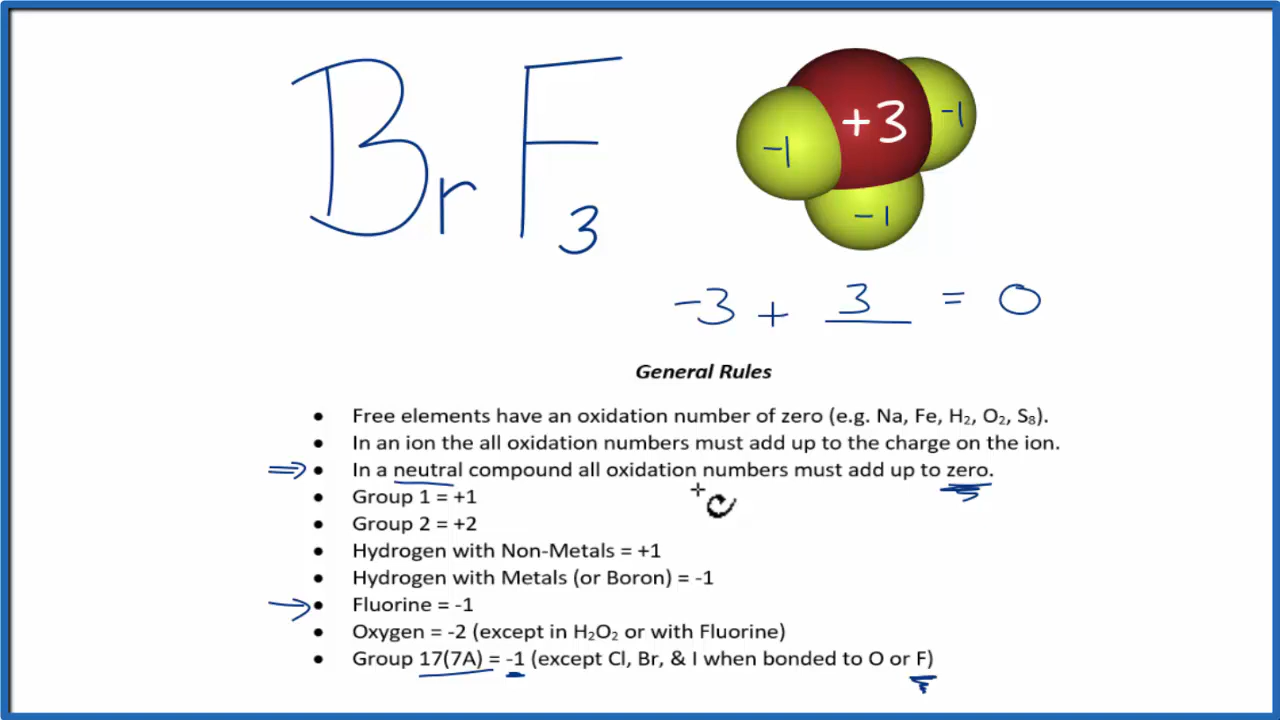 BrF3
+3
-1
-1
-1
-3 + 3 = 0
General Rules
• Free elements have an oxidation number of zero (e.g. Na, Fe, H₂, O₂, S₈).
• In an ion the all oxidation numbers must add up to the charge on the ion.
⇒ • In a neutral compound all oxidation numbers must add up to zero.
• Group 1 = +1
• Group 2 = +2
• Hydrogen with Non-Metals = +1
• Hydrogen with Metals (or Boron) = -1
→ • Fluorine = -1
• Oxygen = -2 (except in H₂O₂ or with Fluorine)
• Group 17(7A) = -1 (except Cl, Br, & I when bonded to O or F)